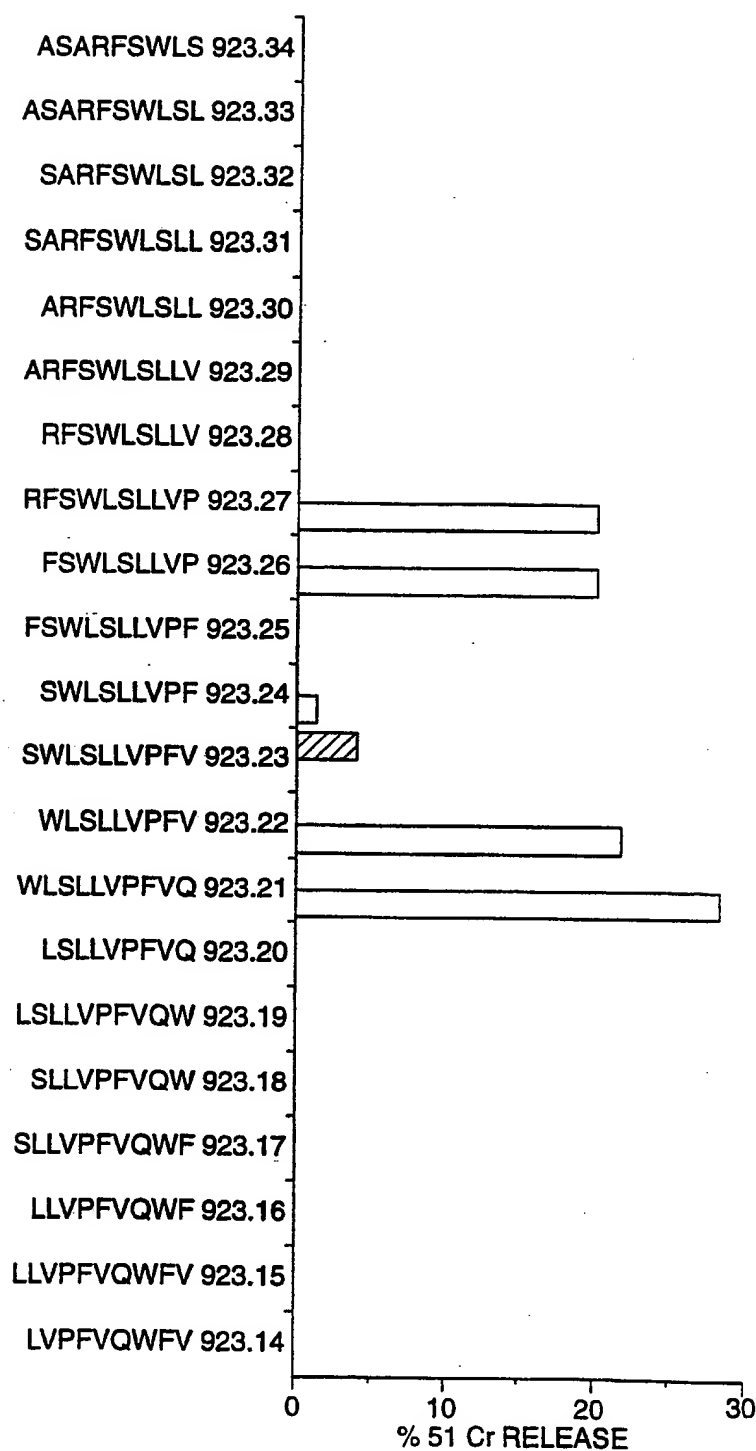 ASARFSWLS 923.34
ASARFSWLSL 923.33
SARFSWLSL 923.32
SARFSWLSLL 923.31
ARFSWLSLL 923.30
ARFSWLSLLV 923.29
RFSWLSLLV 923.28
RFSWLSLLVP 923.27
FSWLSLLVP 923.26
FSWLSLLVPF 923.25
SWLSLLVPF 923.24
SWLSLLVPFV 923.23
WLSLLVPFV 923.22
WLSLLVPFVQ 923.21
LSLLVPFVQ 923.20
LSLLVPFVQW 923.19
SLLVPFVQW 923.18
SLLVPFVQWF 923.17
LLVPFVQWF 923.16
LLVPFVQWFV 923.15
LVPFVQWFV 923.14
0 10 20 30
% 51 Cr RELEASE